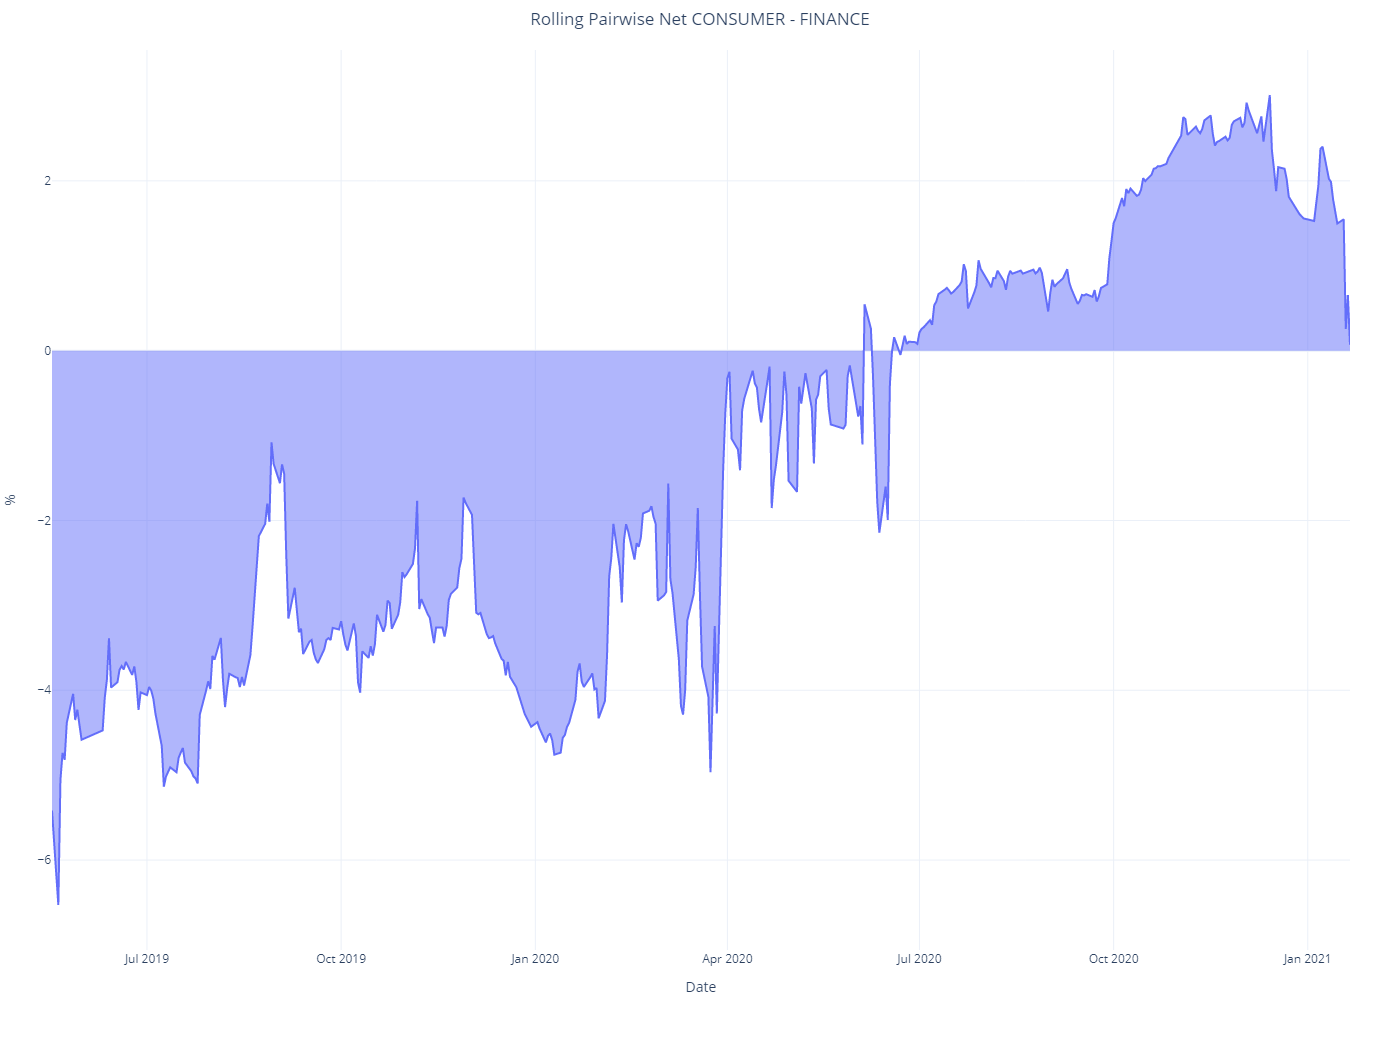 Rolling Pairwise Net CONSUMER - FINANCE
2
0
−2
−4
−6
%
Jul 2019
Oct 2019
Jan 2020
Apr 2020
Jul 2020
Oct 2020
Jan 2021
Date